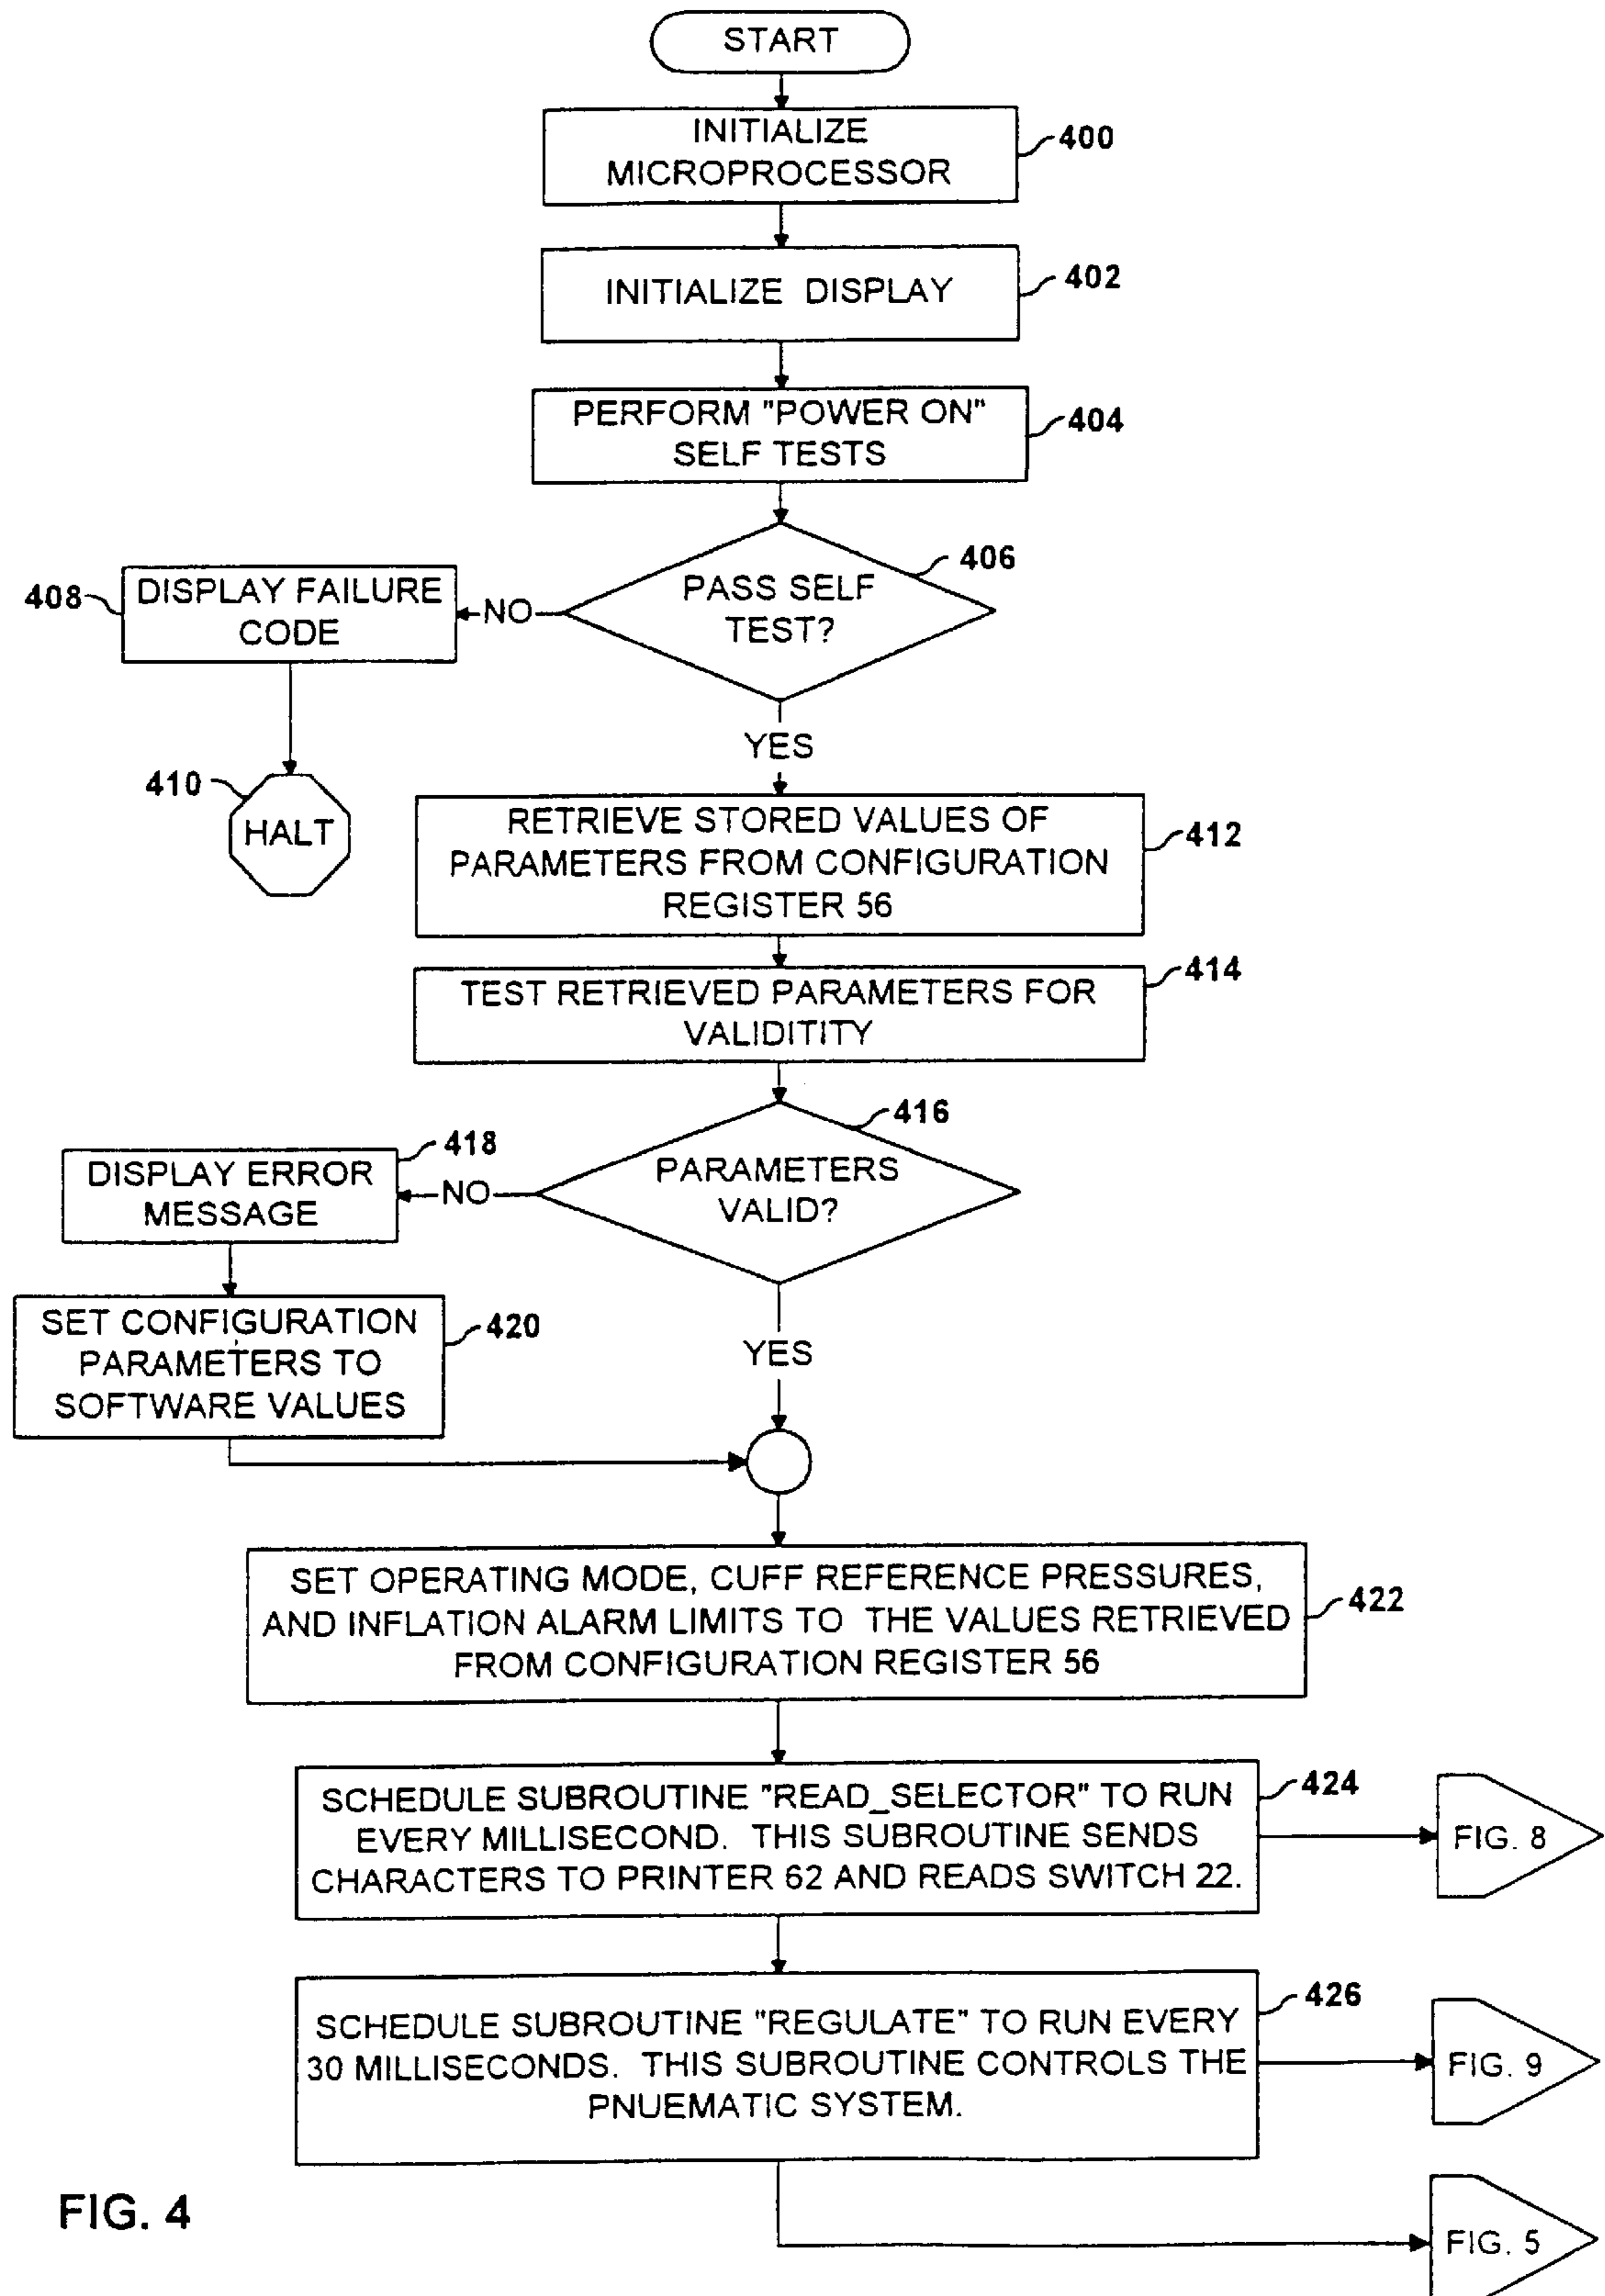 START
INITIALIZE
MICROPROCESSOR
400
INITIALIZE DISPLAY
402
PERFORM "POWER ON"
SELF TESTS
404
PASS SELF
TEST?
406
NO
DISPLAY FAILURE
CODE
408
410
HALT
YES
RETRIEVE STORED VALUES OF
PARAMETERS FROM CONFIGURATION
REGISTER 56
412
TEST RETRIEVED PARAMETERS FOR
VALIDITITY
414
PARAMETERS
VALID?
416
NO
DISPLAY ERROR
MESSAGE
418
SET CONFIGURATION
PARAMETERS TO
SOFTWARE VALUES
420
YES
SET OPERATING MODE, CUFF REFERENCE PRESSURES,
AND INFLATION ALARM LIMITS TO THE VALUES RETRIEVED
FROM CONFIGURATION REGISTER 56
422
SCHEDULE SUBROUTINE "READ_SELECTOR" TO RUN
EVERY MILLISECOND. THIS SUBROUTINE SENDS
CHARACTERS TO PRINTER 62 AND READS SWITCH 22.
424
FIG. 8
SCHEDULE SUBROUTINE "REGULATE" TO RUN EVERY
30 MILLISECONDS. THIS SUBROUTINE CONTROLS THE
PNUEMATIC SYSTEM.
426
FIG. 9
FIG. 5
FIG. 4